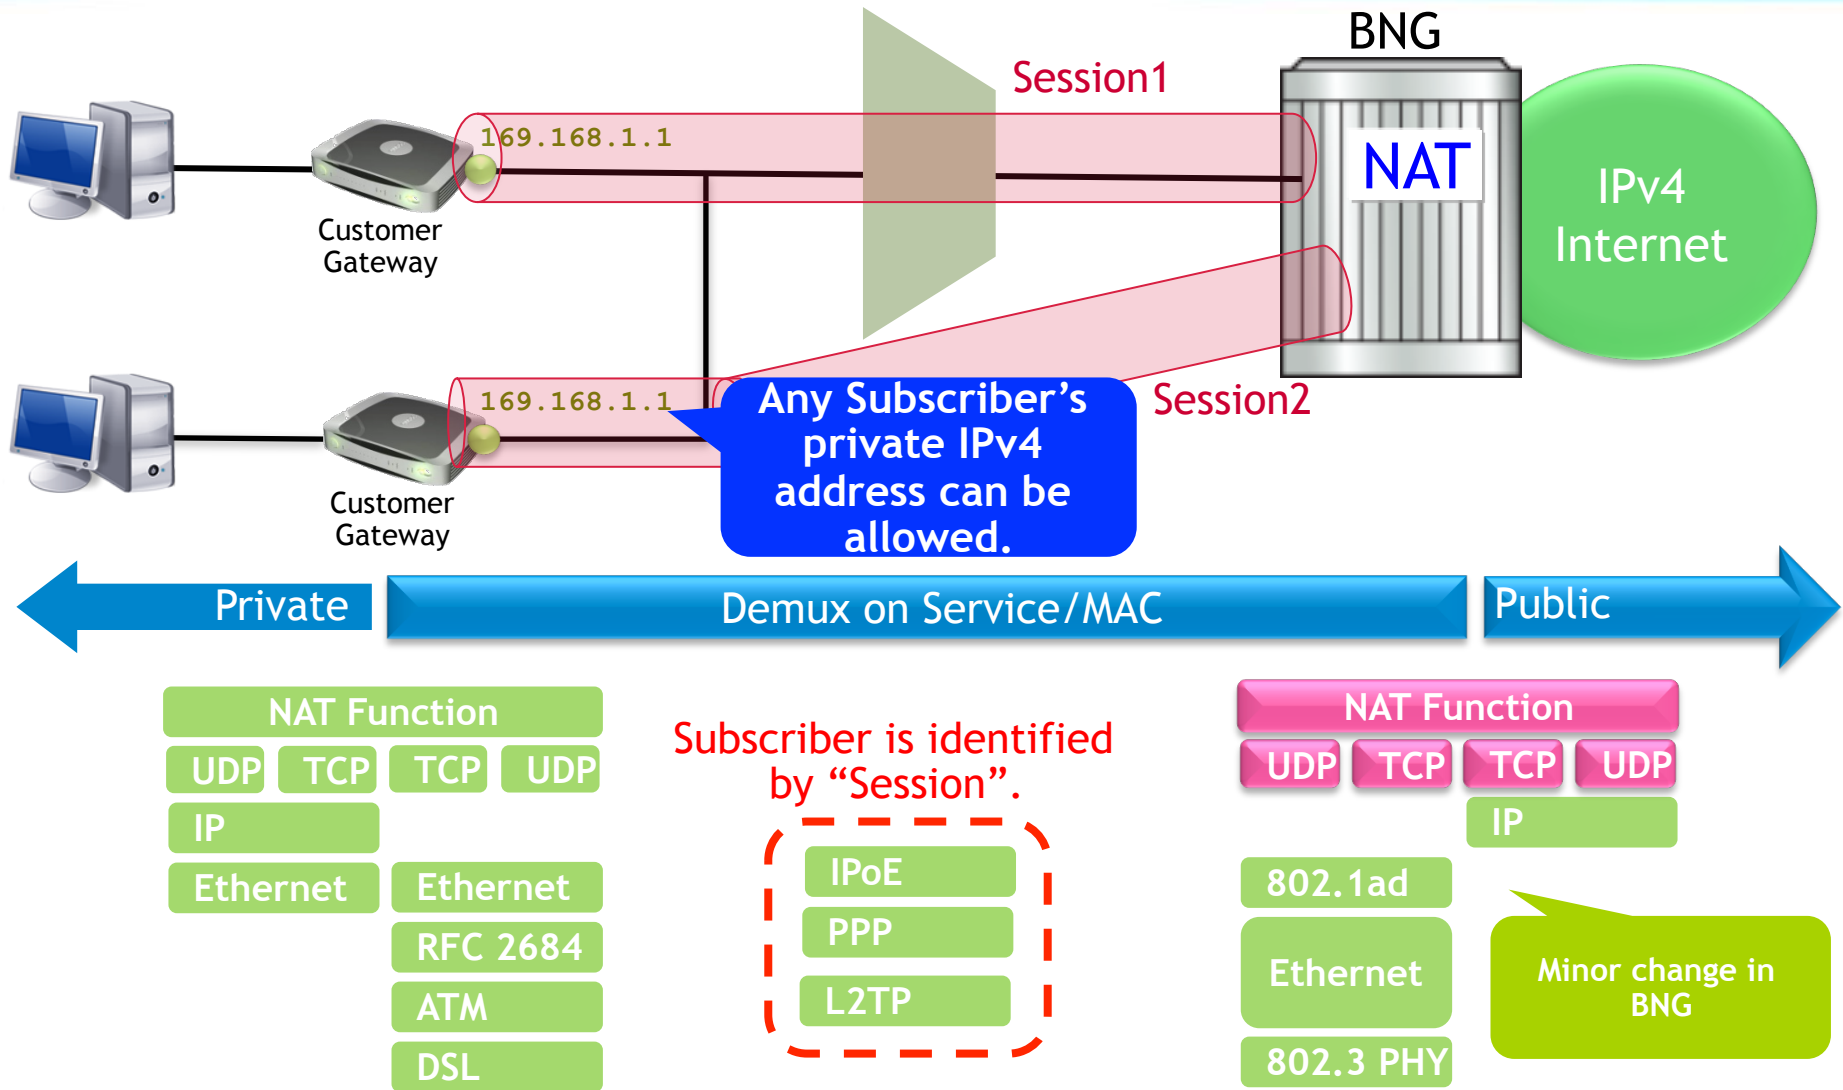 BNG
Session1
169.168.1.1
NAT
IPv4
Internet
Customer
Gateway
169.168.1.1
Any Subscriber’s
private IPv4
address can be
allowed.
Session2
Customer
Gateway
Private
Demux on Service/MAC
Public
NAT Function
UDP TCP TCP UDP
IP
Ethernet
Ethernet
RFC 2684
ATM
DSL
Subscriber is identified
by “Session”.
IPoE
PPP
L2TP
NAT Function
UDP TCP TCP UDP
IP
802.1ad
Ethernet
802.3 PHY
Minor change in
BNG